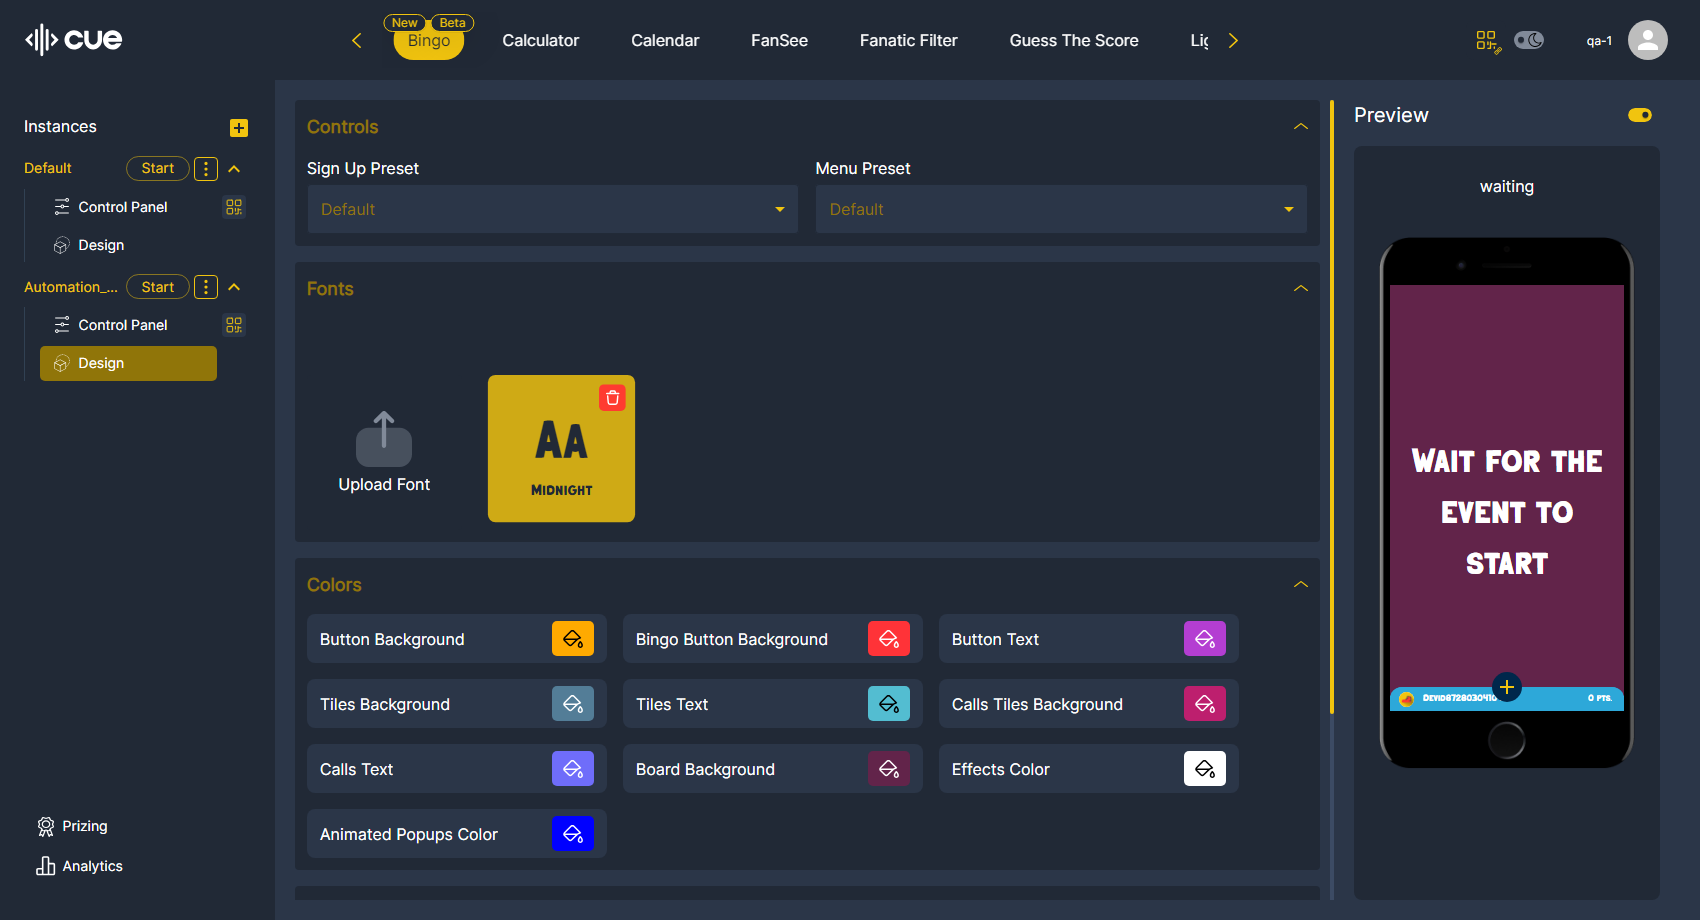 cue
New Beta
Bingo
Calculator
Calendar
FanSee
Fanatic Filter
Guess The Score
Lig
qa-1
Instances
Default
Start
Control Panel
Design
Automation_...
Start
Control Panel
Design
Prizing
Analytics
Controls
Sign Up Preset
Menu Preset
Default
Default
Fonts
Upload Font
AA
MIDNIGHT
Colors
Button Background
Bingo Button Background
Button Text
Tiles Background
Tiles Text
Calls Tiles Background
Calls Text
Board Background
Effects Color
Animated Popups Color
Preview
waiting
WAIT FOR THE
EVENT TO
START
0 PTS.